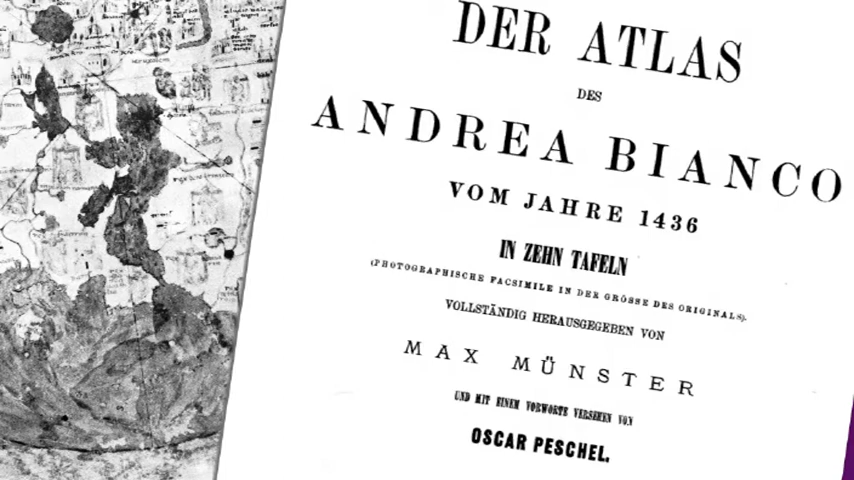 DER ATLAS
DES
ANDREA BIANCO
VOM JAHRE 1436
IN ZEHN TAFELN
(PHOTOGRAPHISCHE FACSIMILE IN DER GRÖSSE DES ORIGINALS).
VOLLSTÄNDIG HERAUSGEGEBEN VON
MAX MÜNSTER
UND MIT EINEM VORWORTE VERSEHEN VON
OSCAR PESCHEL.